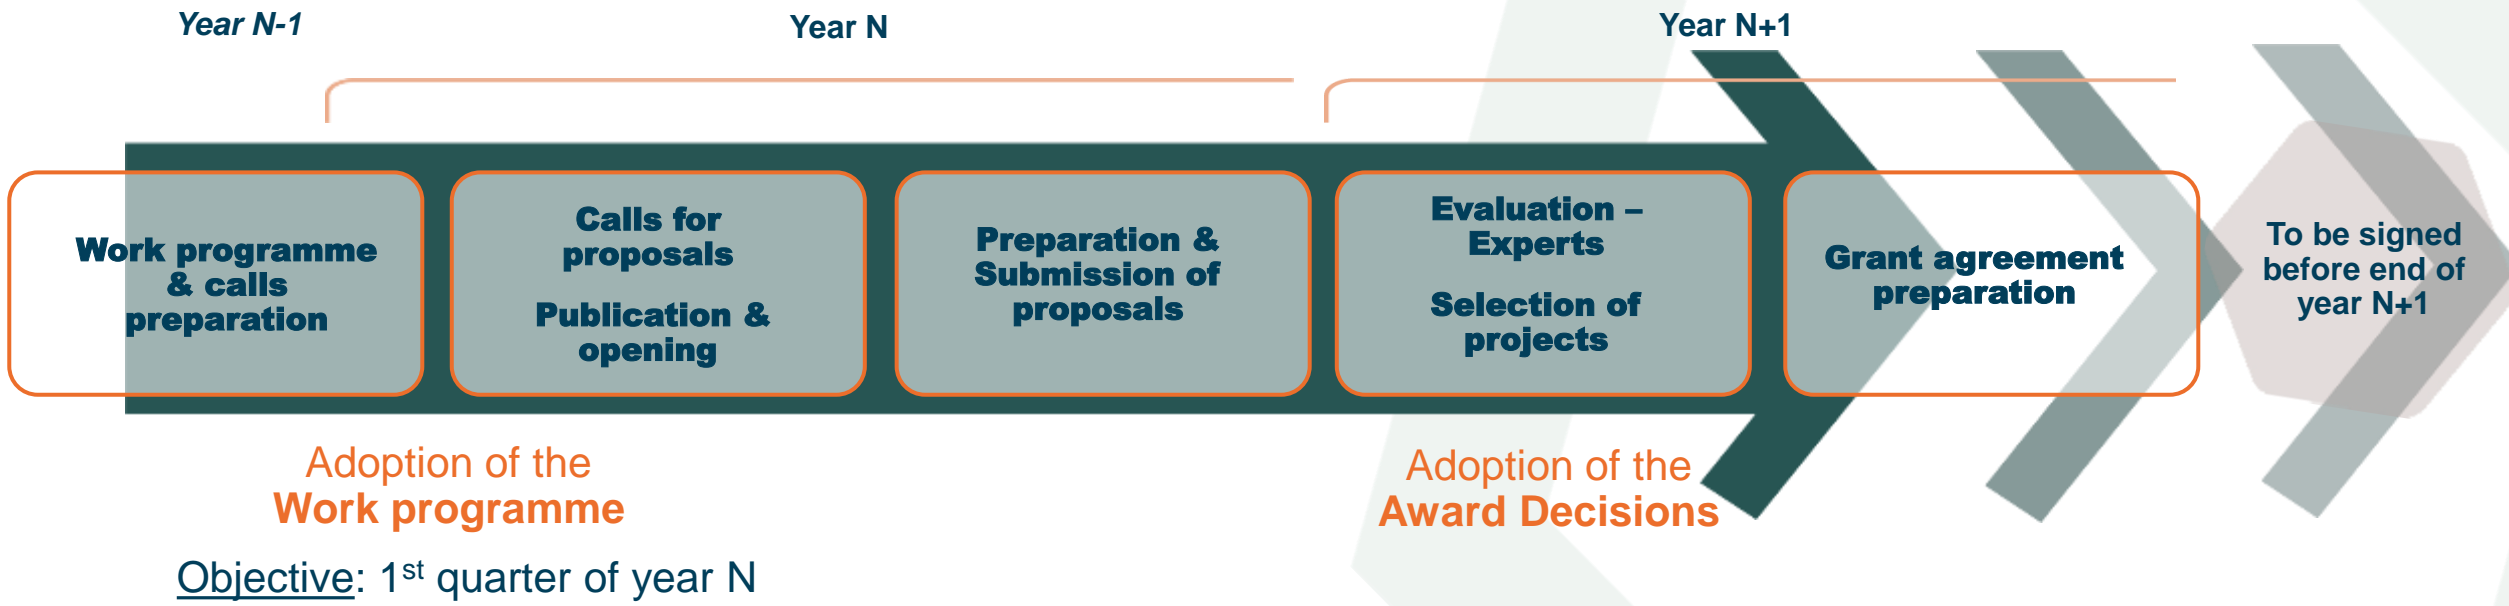 Year N-1
Year N
Year N+1
Work programme
& calls
preparation
Calls for
proposals
Publication &
opening
Preparation &
Submission of
proposals
Evaluation –
Experts
Selection of
projects
Grant agreement
preparation
To be signed
before end of
year N+1
Adoption of the
Work programme
Objective: 1st quarter of year N
Adoption of the
Award Decisions